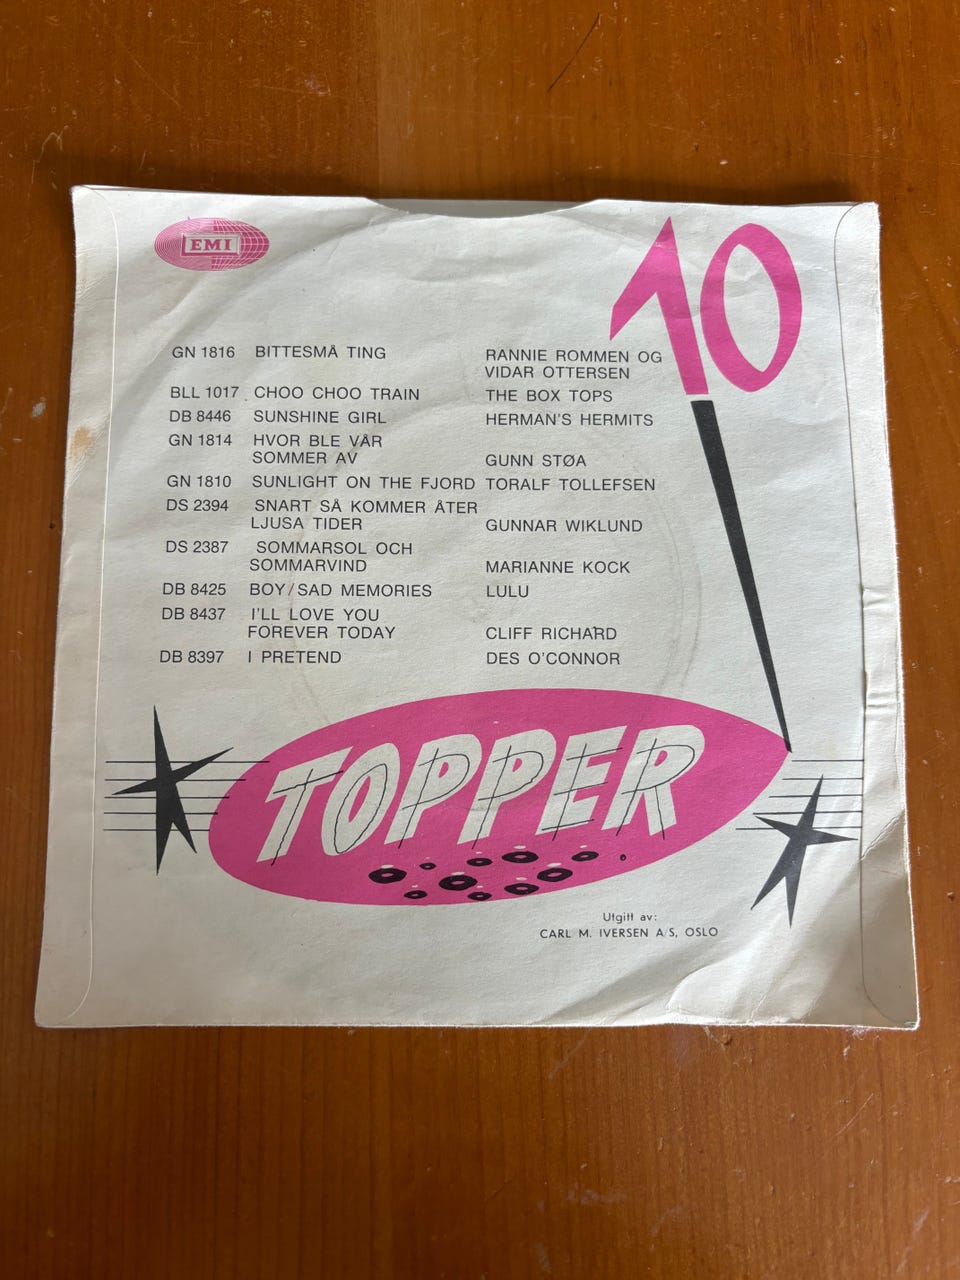 EMI
10
GN 1816 BITTESMÅ TING RANNIE ROMMEN OG
VIDAR OTTERSEN
BLL 1017 CHOO CHOO TRAIN THE BOX TOPS
DB 8446 SUNSHINE GIRL HERMAN'S HERMITS
GN 1814 HVOR BLE VÅR
SOMMER AV GUNN STØA
GN 1810 SUNLIGHT ON THE FJORD TORALF TOLLEFSEN
DS 2394 SNART SÅ KOMMER ÅTER
LJUSA TIDER GUNNAR WIKLUND
DS 2387 SOMMARSOL OCH
SOMMARVIND MARIANNE KOCK
DB 8425 BOY/SAD MEMORIES LULU
DB 8437 I'LL LOVE YOU
FOREVER TODAY CLIFF RICHARD
DB 8397 I PRETEND DES O'CONNOR
TOPPER
Utgitt av:
CARL M. IVERSEN A/S, OSLO